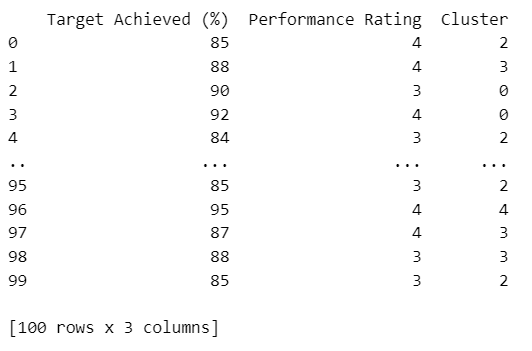 Target Achieved (%) Performance Rating Cluster
0 85 4 2
1 88 4 3
2 90 3 0
3 92 4 0
4 84 3 2
.. ... ... ...
95 85 3 2
96 95 4 4
97 87 4 3
98 88 3 3
99 85 3 2
[100 rows x 3 columns]